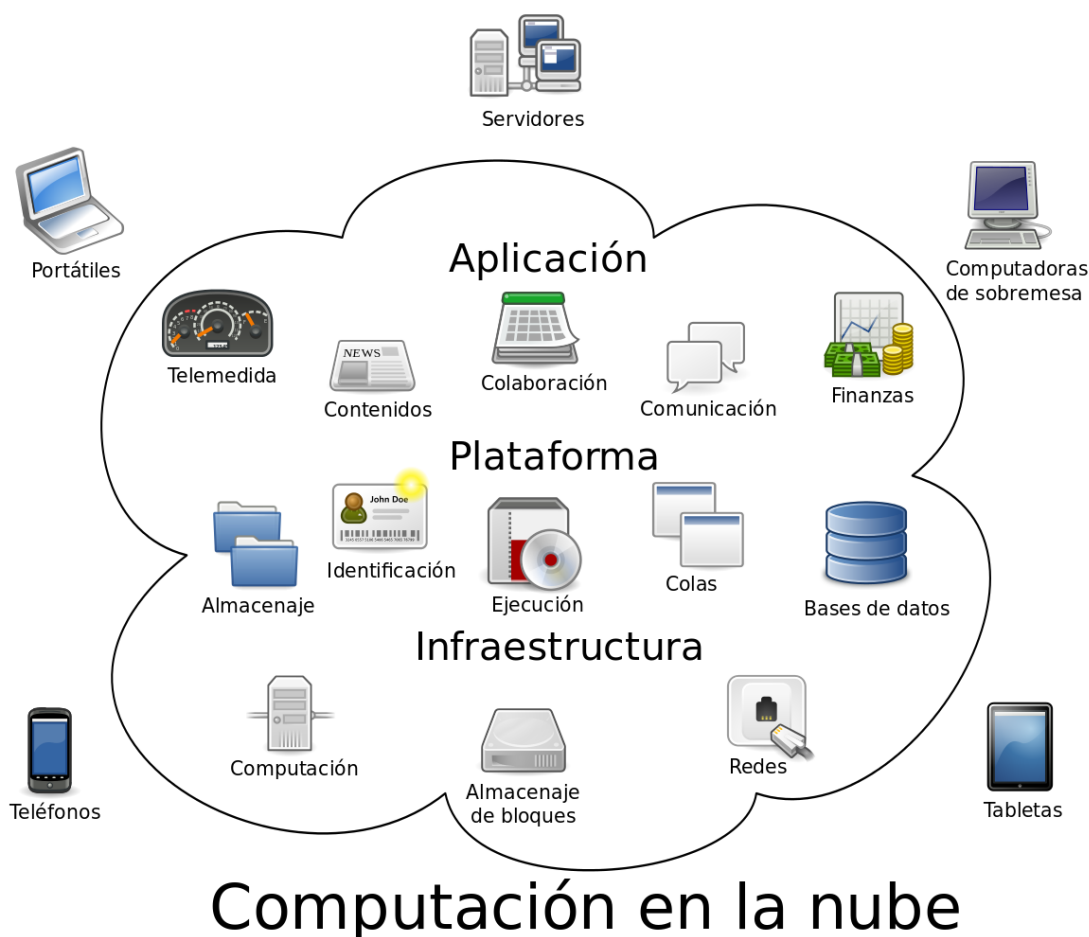 Servidores
Portátiles
Computadoras
de sobremesa
Aplicación
Telemedida
NEWS
Contenidos
Colaboración
Comunicación
Finanzas
Plataforma
Almacenaje
John Doe
Identificación
Ejecución
Colas
Bases de datos
Infraestructura
Computación
Almacenaje
de bloques
Redes
Teléfonos
Tabletas
Computación en la nube